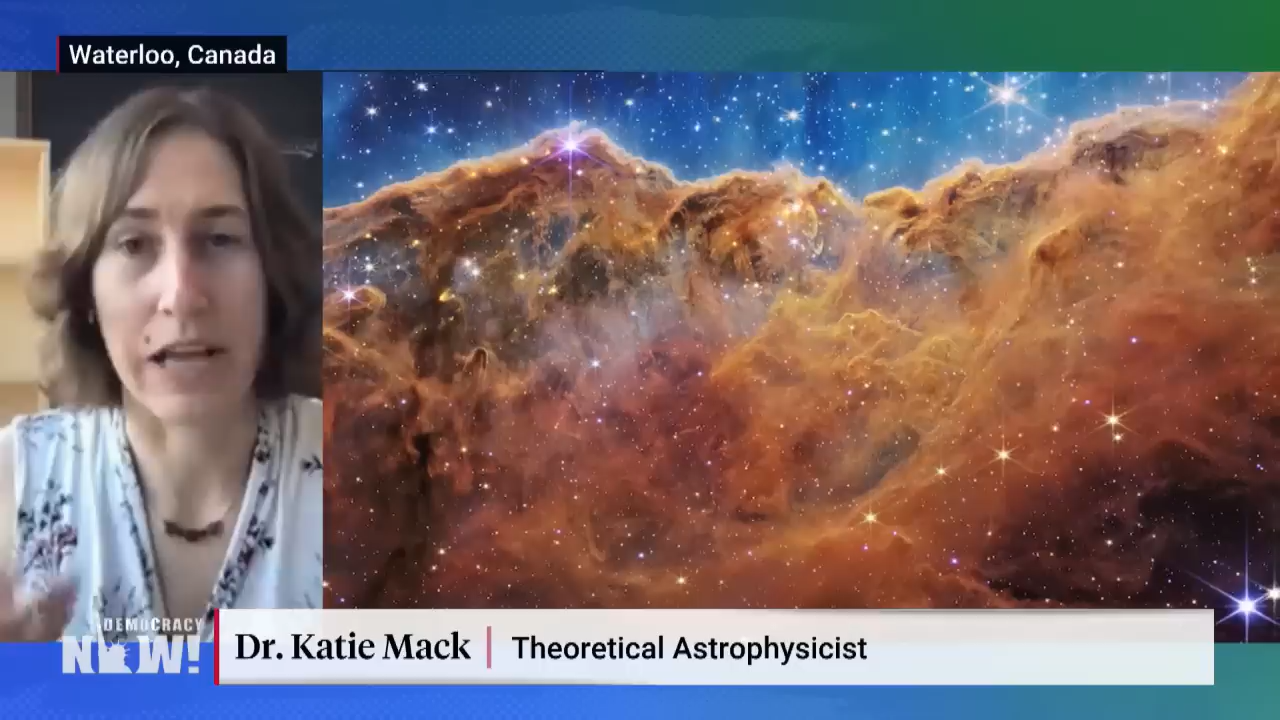 Waterloo, Canada
DEMOCRACY
NOW!
Dr. Katie Mack | Theoretical Astrophysicist